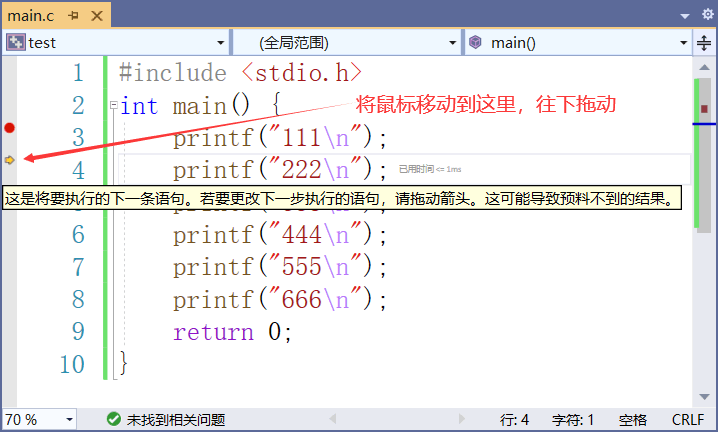 main.c
test
(全局范围)
main()
1 #include <stdio.h>
2 int main() {
将鼠标移动到这里，往下拖动
3 printf("111\n");
4 printf("222\n");
已用时间 <= 1ms
这是将要执行的下一条语句。若要更改下一步执行的语句，请拖动箭头。这可能导致预料不到的结果。
6 printf("444\n");
7 printf("555\n");
8 printf("666\n");
9 return 0;
10 }
70 %
未找到相关问题
行: 4
字符: 1
空格
CRLF